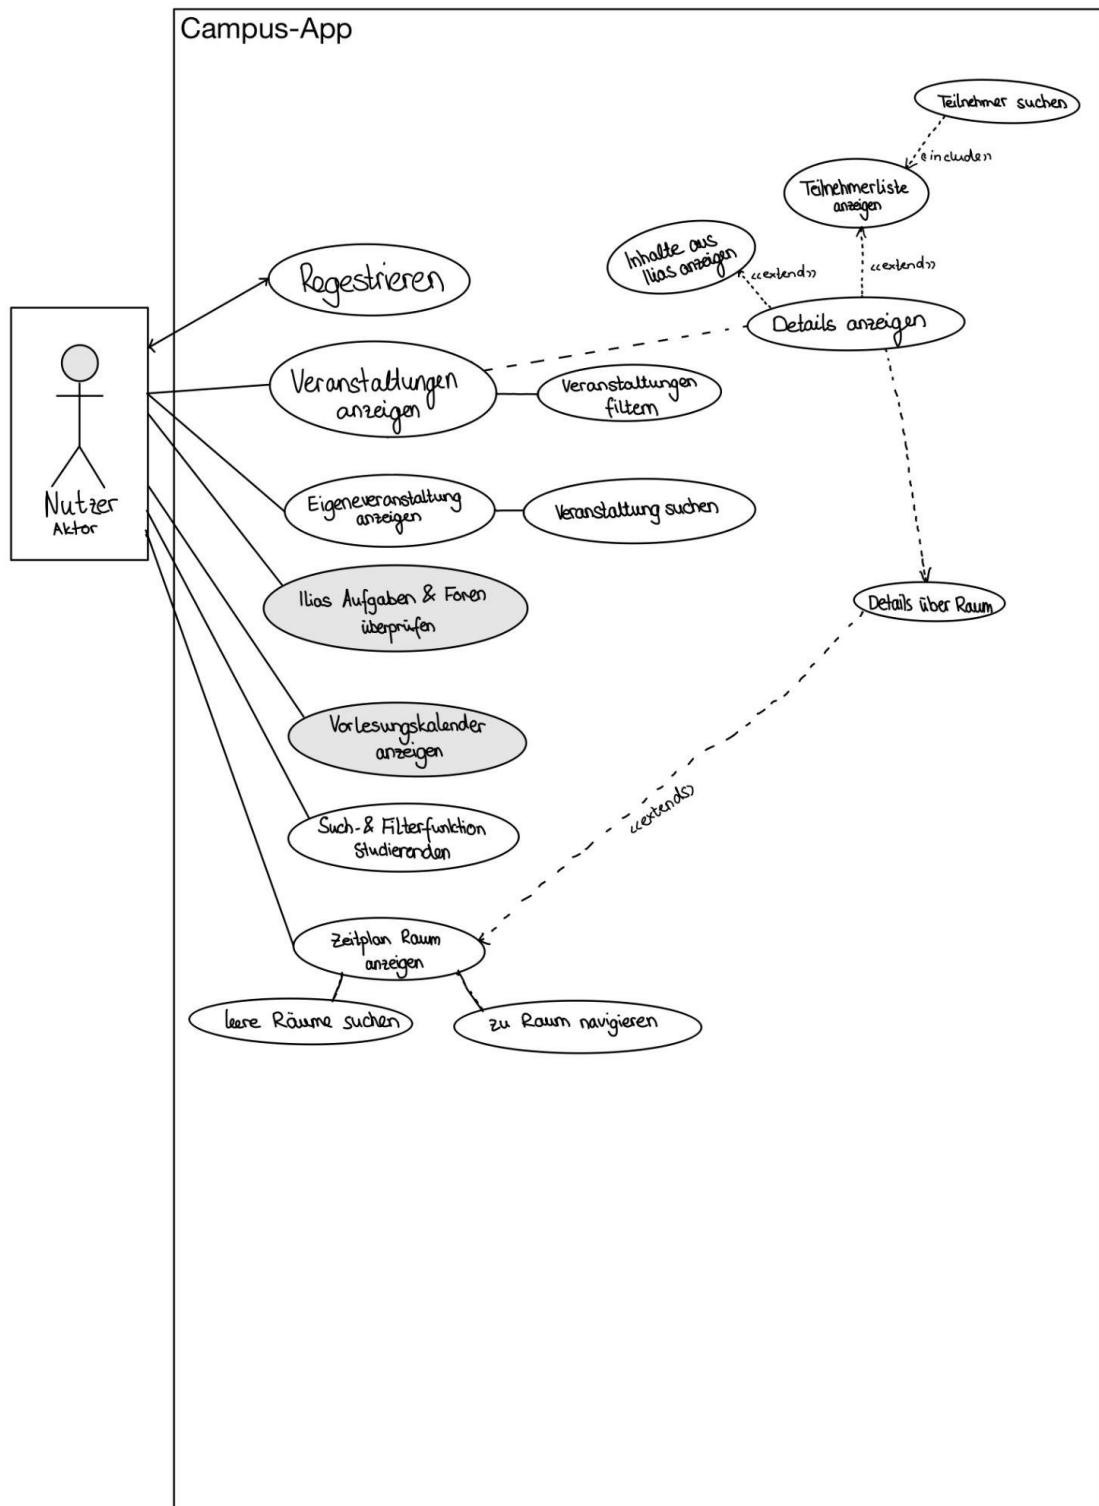 Campus-App
Teilnehmer suchen
«include»
Teilnehmerliste
anzeigen
Inhalte aus
Ilias anzeigen
«extend»
«extend»
Regestrieren
Details anzeigen
Veranstaltungen
anzeigen
Veranstaltungen
filtern
Nutzer
Aktor
Eigeneveranstaltung
anzeigen
Veranstaltung suchen
Ilias Aufgaben & Foren
überprüfen
Details über Raum
Vorlesungskalender
anzeigen
«extends»
Such- & Filterfunktion
Studierenden
Zeitplan Raum
anzeigen
leere Räume suchen
zu Raum navigieren